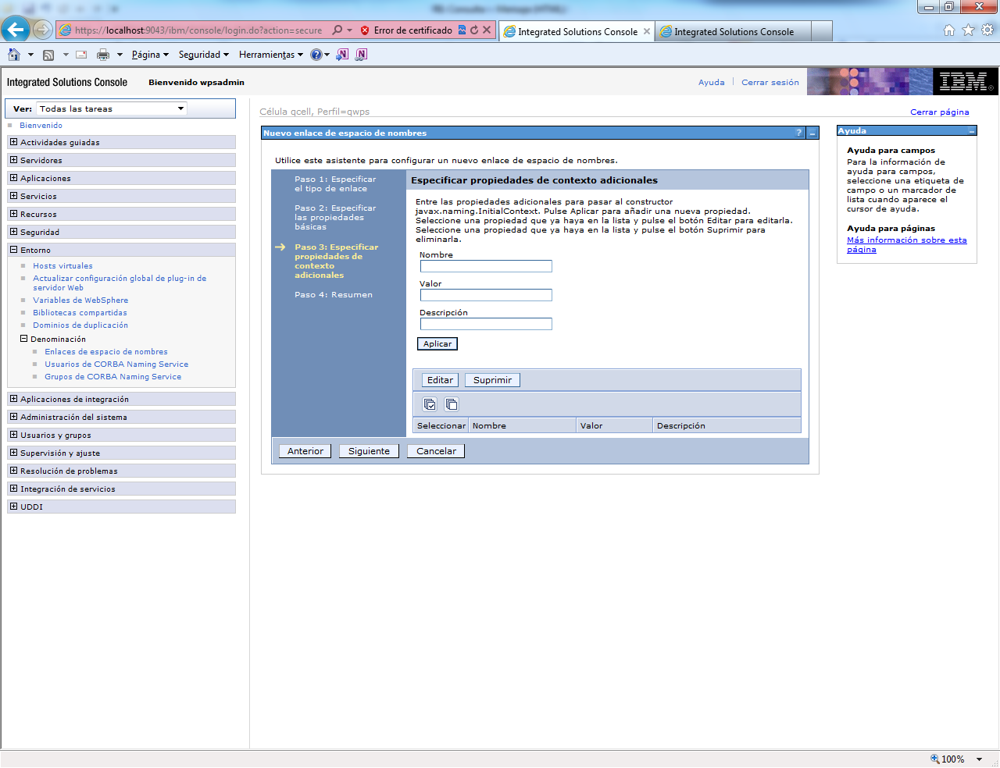 https://localhost:9043/ibm/console/login.do?action=secure
Error de certificado
Integrated Solutions Console
Integrated Solutions Console
Página
Seguridad
Herramientas
Integrated Solutions Console
Bienvenido wpsadmin
Ayuda
Cerrar sesión
IBM
Ver: Todas las tareas
Bienvenido
Actividades guiadas
Servidores
Aplicaciones
Servicios
Recursos
Seguridad
Entorno
Hosts virtuales
Actualizar configuración global de plug-in de
servidor Web
Variables de WebSphere
Bibliotecas compartidas
Dominios de duplicación
Denominación
Enlaces de espacio de nombres
Usuarios de CORBA Naming Service
Grupos de CORBA Naming Service
Aplicaciones de integración
Administración del sistema
Usuarios y grupos
Supervisión y ajuste
Resolución de problemas
Integración de servicios
UDDI
Célula qcell, Perfil=qwps
Cerrar página
Nuevo enlace de espacio de nombres
?
Utilice este asistente para configurar un nuevo enlace de espacio de nombres.
Paso 1: Especificar
el tipo de enlace
Paso 2: Especificar
las propiedades
básicas
Paso 3: Especificar
propiedades de
contexto
adicionales
Paso 4: Resumen
Especificar propiedades de contexto adicionales
Entre las propiedades adicionales para pasar al constructor
javax.naming.InitialContext. Pulse Aplicar para añadir una nueva propiedad.
Seleccione una propiedad que ya haya en la lista y pulse el botón Editar para editarla.
Seleccione una propiedad que ya haya en la lista y pulse el botón Suprimir para
eliminarla.
Nombre
Valor
Descripción
Aplicar
Editar
Suprimir
Seleccionar
Nombre
Valor
Descripción
Anterior
Siguiente
Cancelar
Ayuda
Ayuda para campos
Para la información de
ayuda para campos,
seleccione una etiqueta de
campo o un marcador de
lista cuando aparece el
cursor de ayuda.
Ayuda para páginas
Más información sobre esta
página
100%